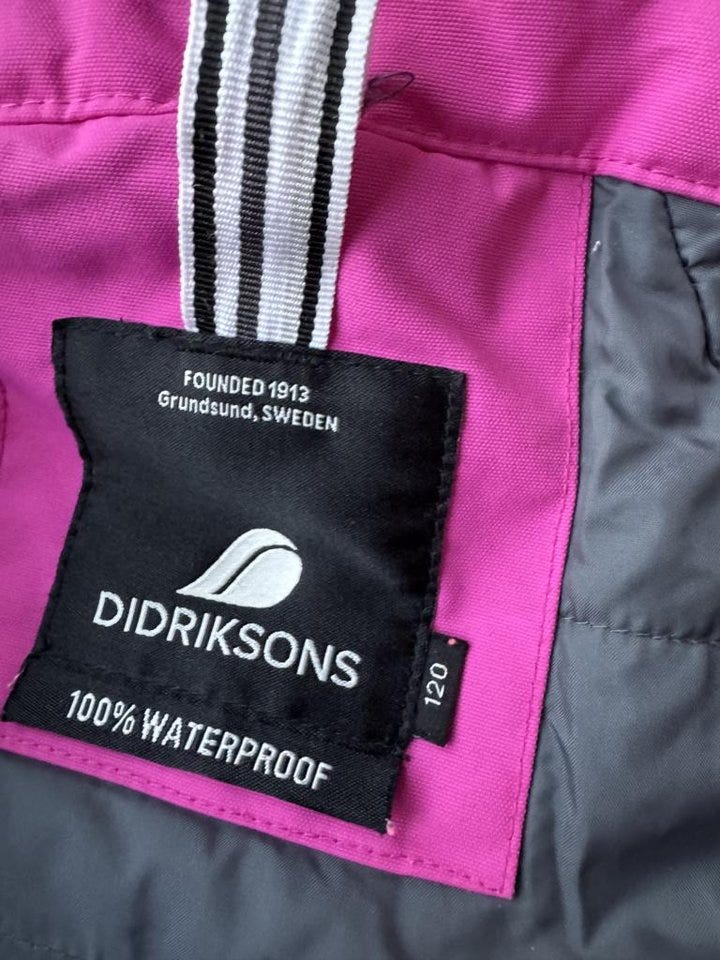 FOUNDED 1913
Grundsund, SWEDEN
DIDRIKSONS
100% WATERPROOF
120